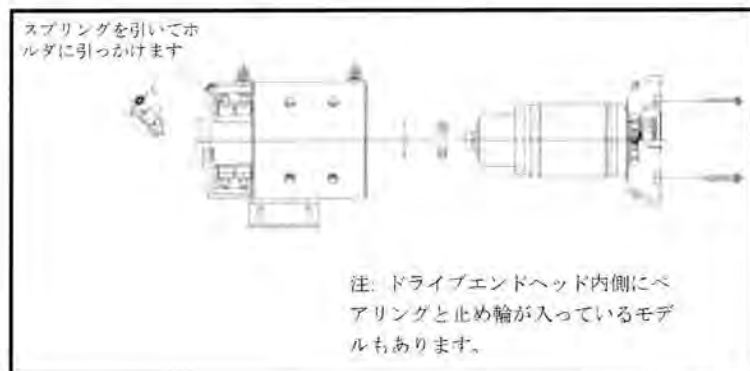 スプリングを引いてホ
ルダに引っかけます
注: ドライブエンドヘッド内側にベ
アリングと止め輪が入っているモデ
ルもあります。